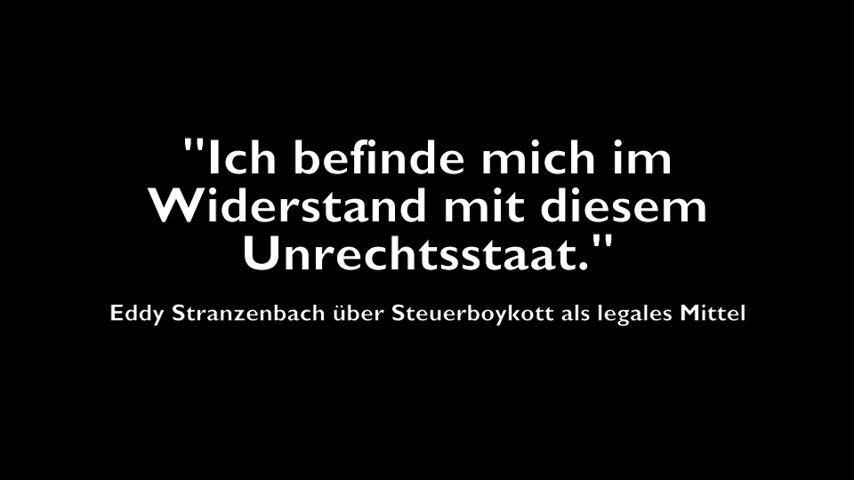 "Ich befinde mich im
Widerstand mit diesem
Unrechtsstaat."
Eddy Stranzenbach über Steuerboykott als legales Mittel